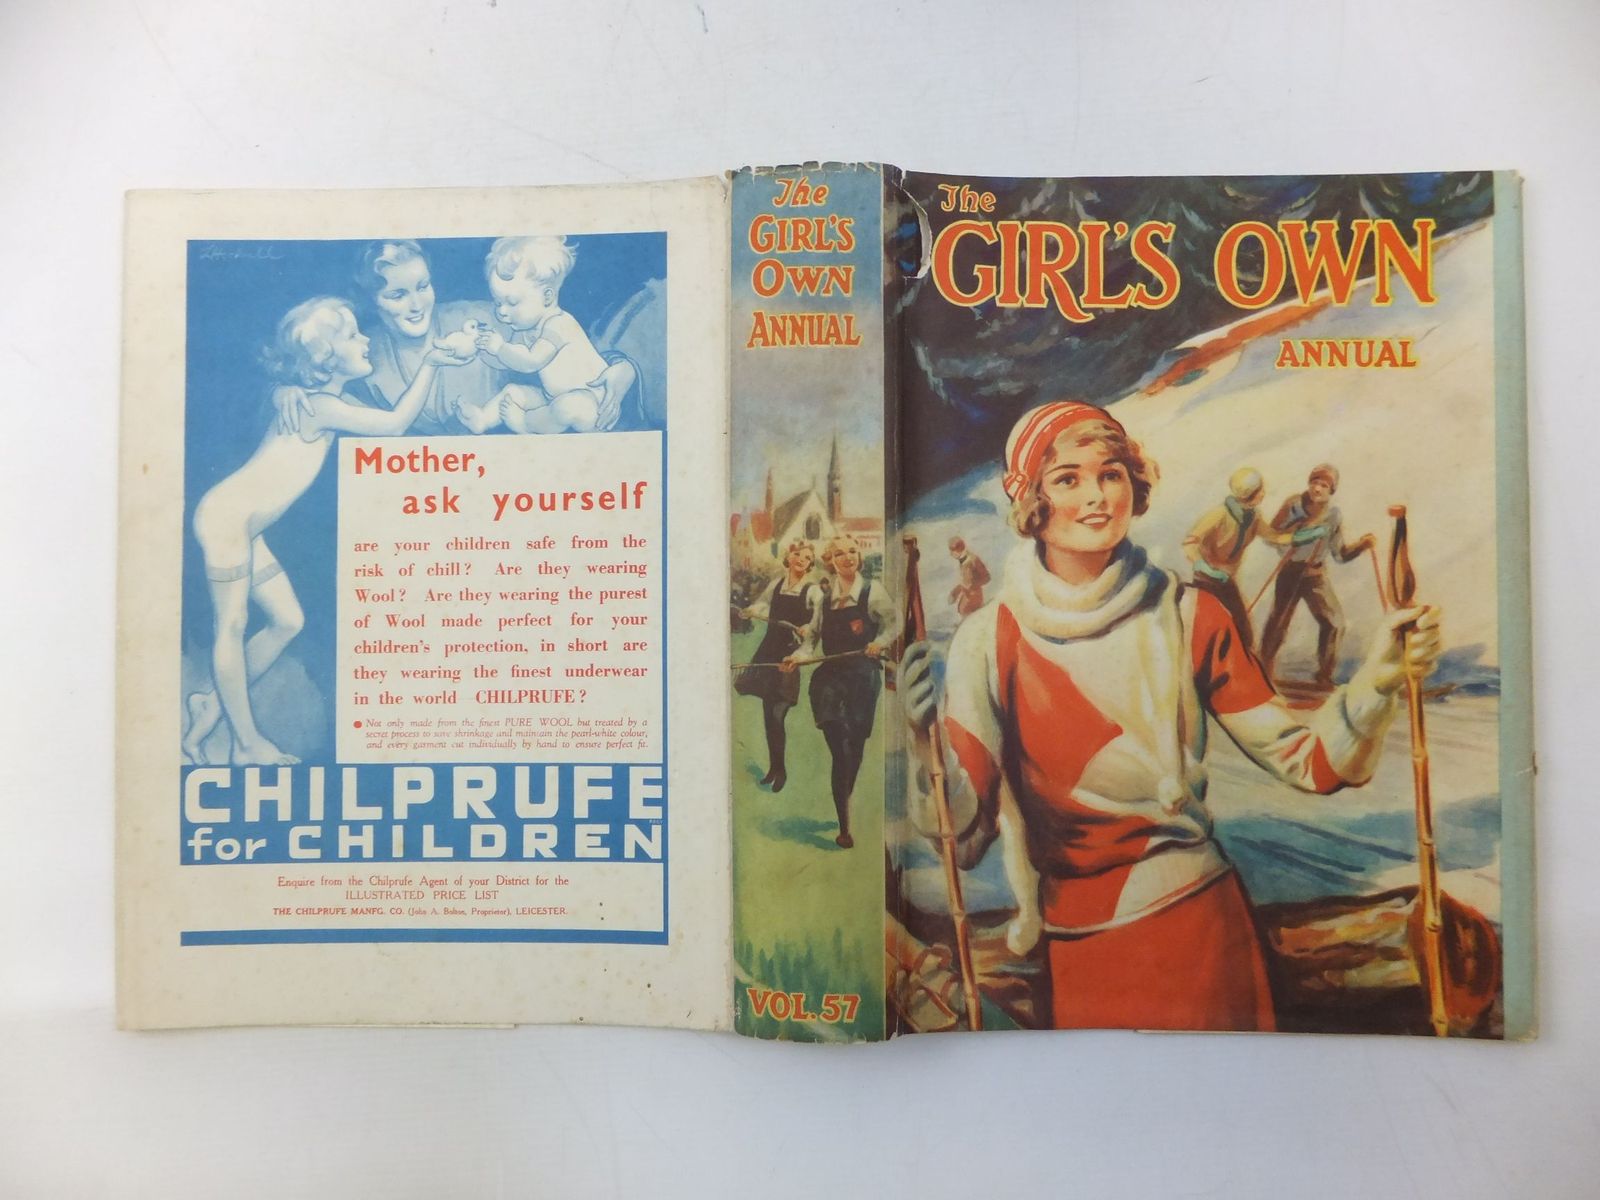 Mother,
ask yourself
are your children safe from the
risk of chill? Are they wearing
Wool? Are they wearing the purest
of Wool made perfect for your
children's protection, in short are
they wearing the finest underwear
in the world CHILPRUFE?
Not only made from the finest PURE WOOL but treated by a
secret process to save shrinkage and maintain the pearl-white colour,
and every garment cut individually by hand to ensure perfect fit.
CHILPRUFE
for CHILDREN
Enquire from the Chilprufe Agent of your District for the
ILLUSTRATED PRICE LIST
THE CHILPRUFE MANFG. CO. (John A. Bolton, Proprietor), LEICESTER.
The
GIRL'S
OWN
ANNUAL
VOL. 57
The
GIRL'S OWN
ANNUAL